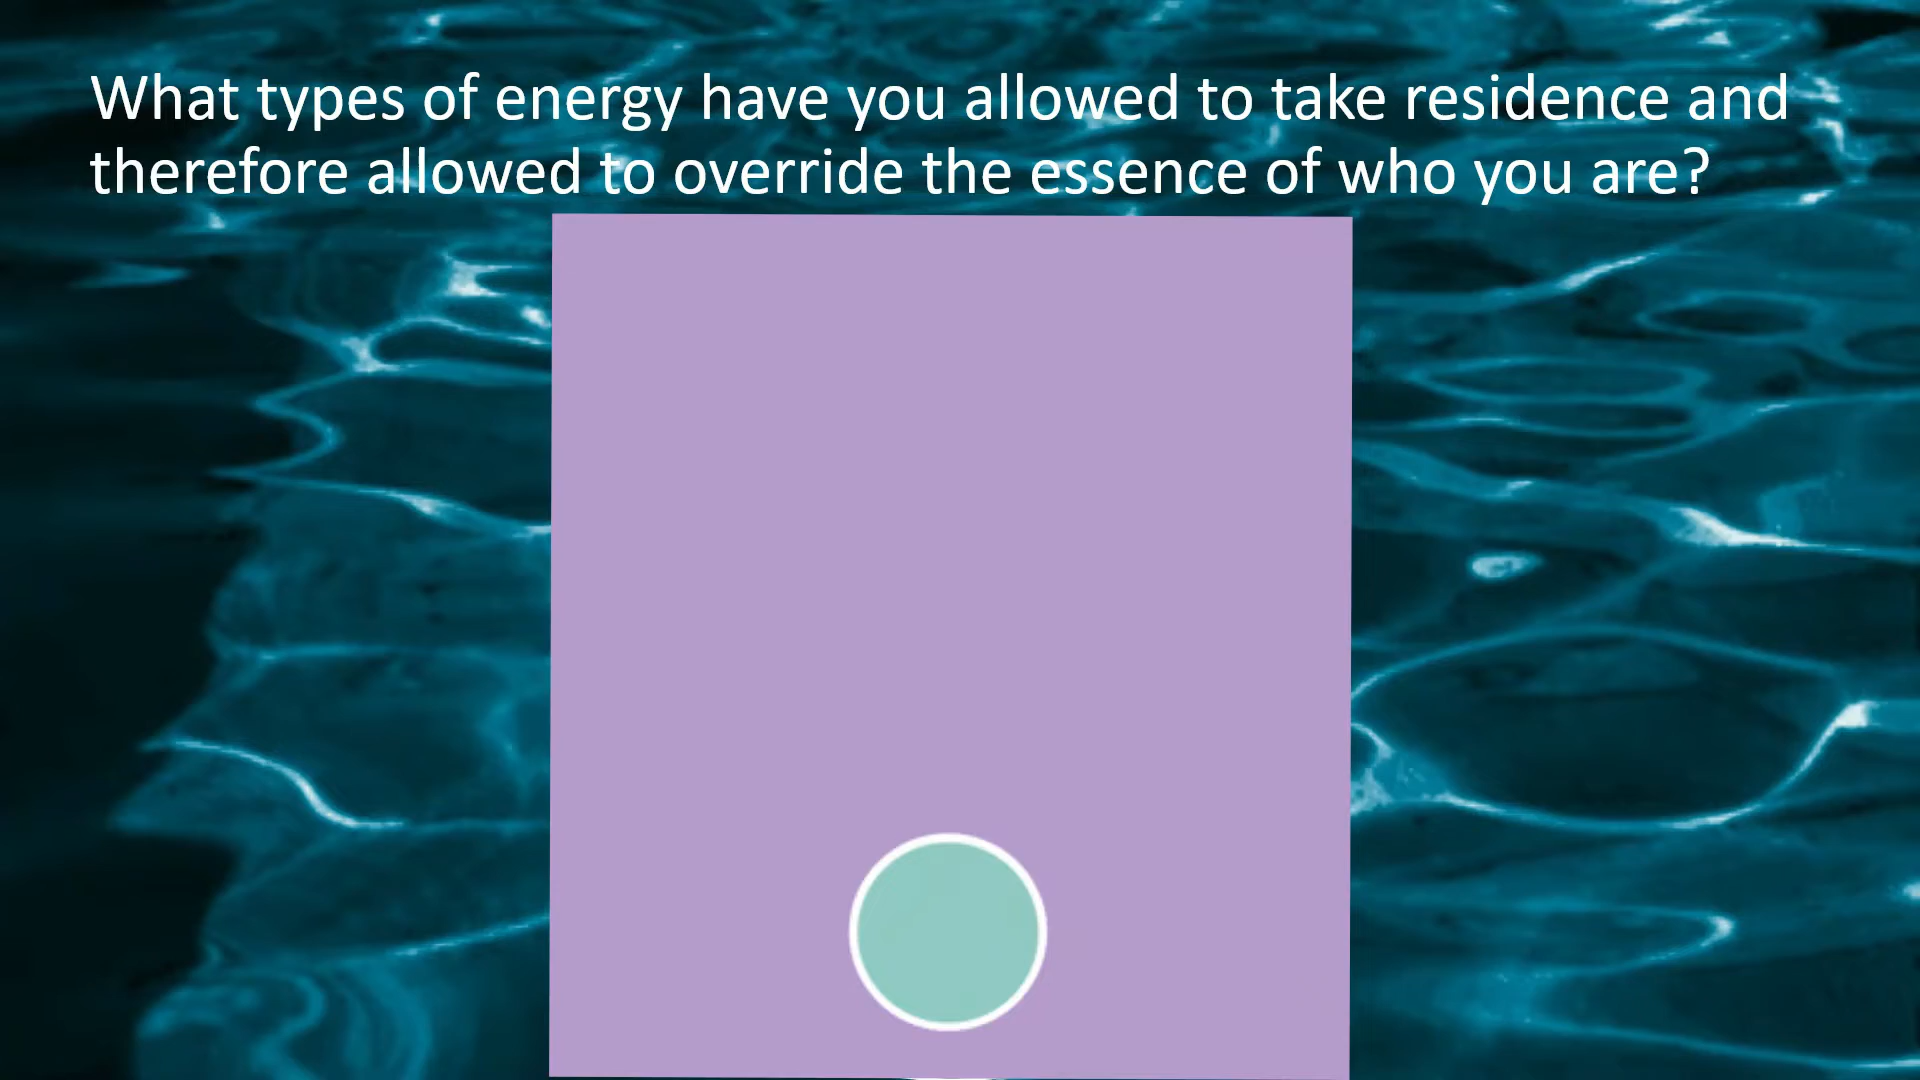 What types of energy have you allowed to take residence and
therefore allowed to override the essence of who you are?